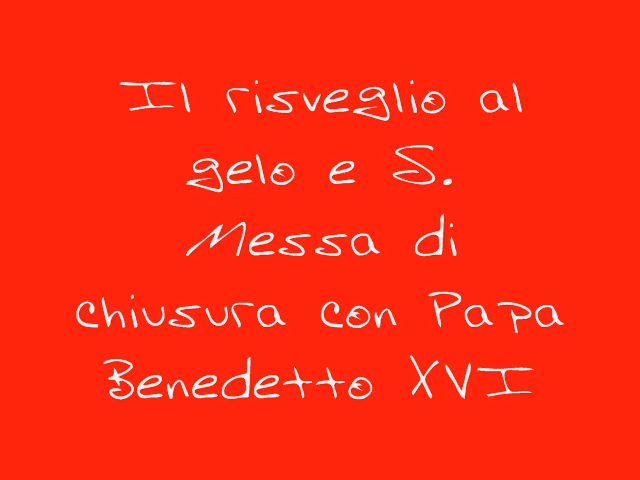 Il risveglio al
gelo e S.
Messa di
chiusura con Papa
Benedetto XVI